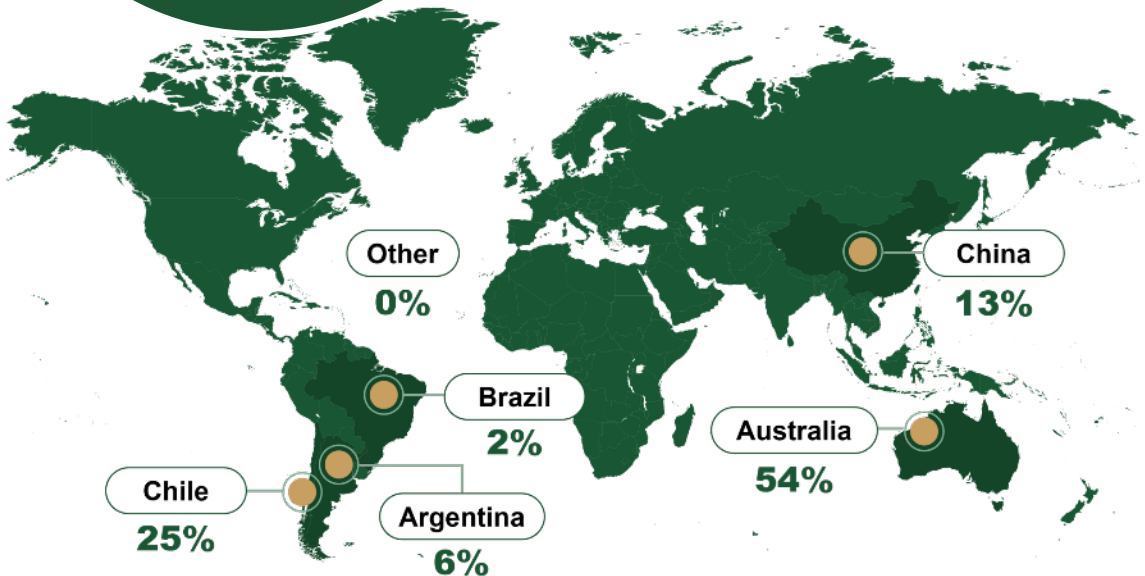 Other
0%
China
13%
Brazil
2%
Australia
54%
Chile
25%
Argentina
6%